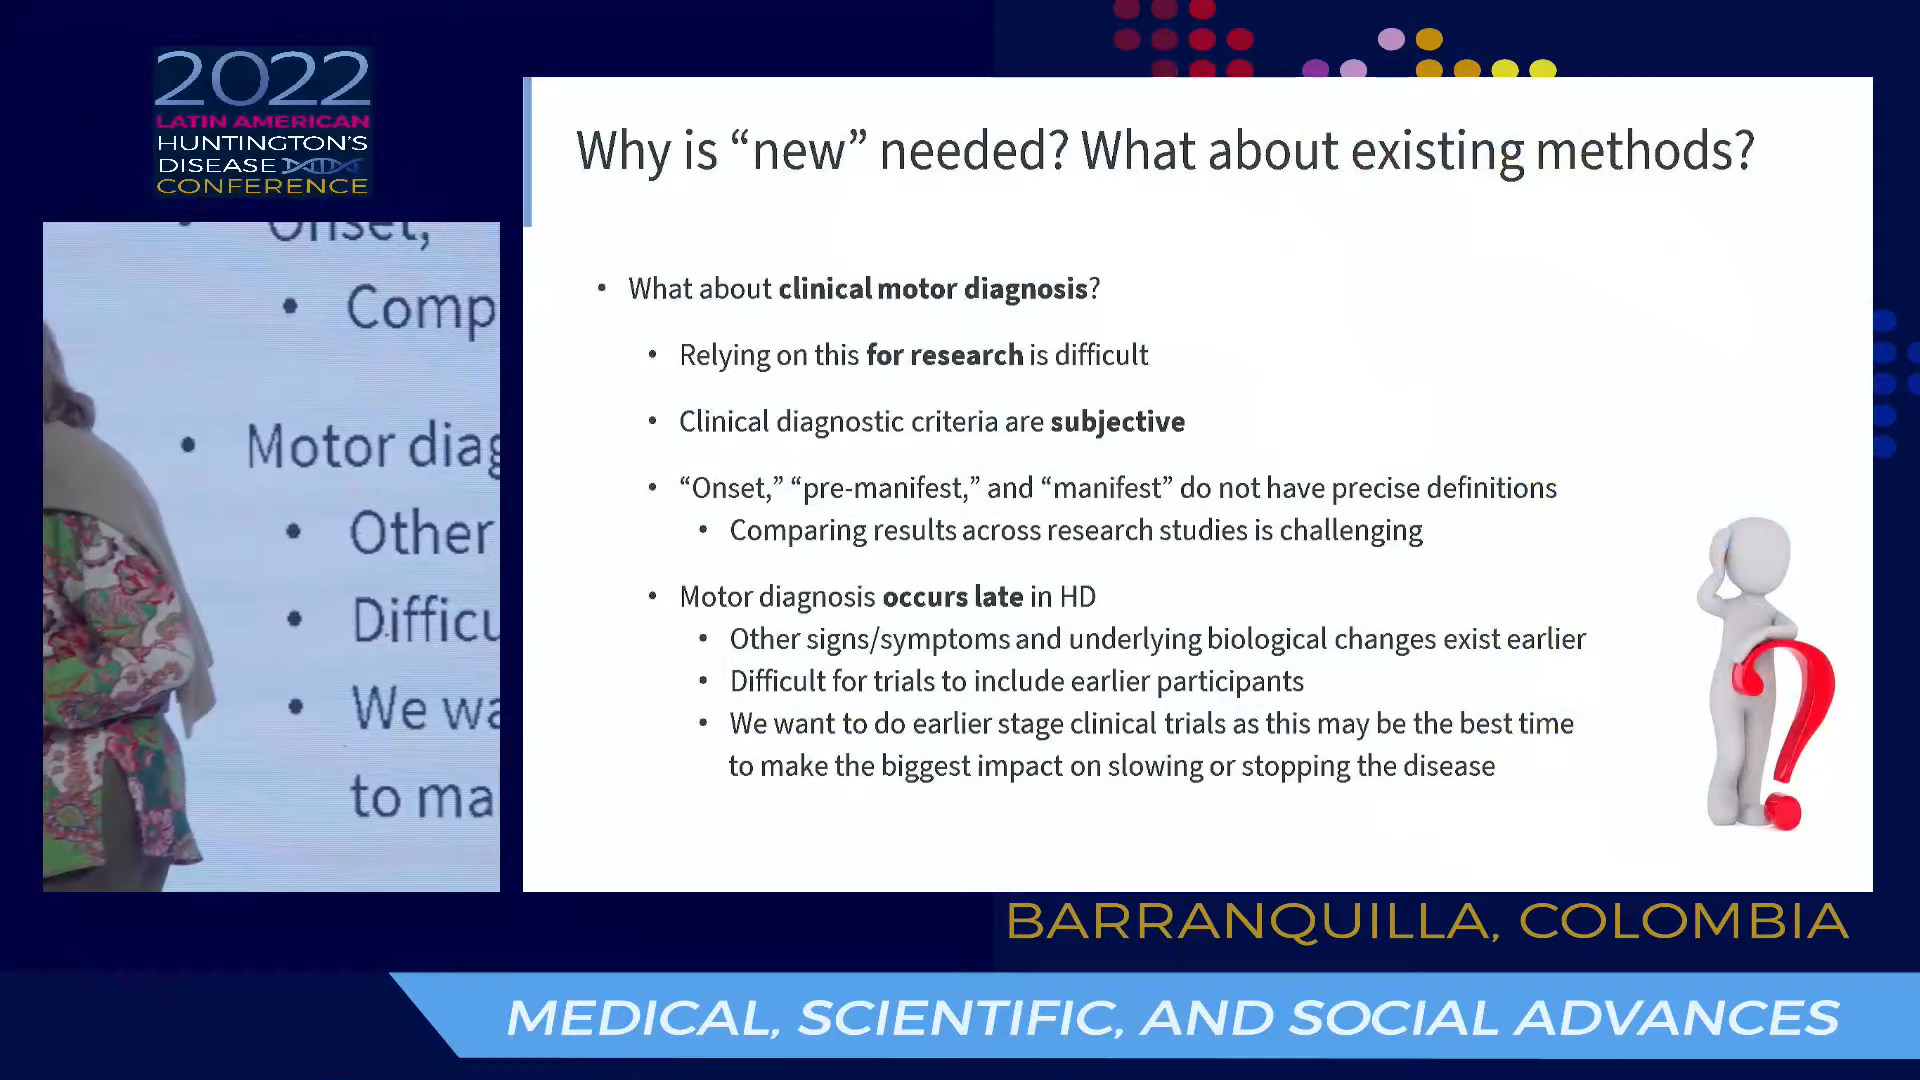 2022
LATIN AMERICAN
HUNTINGTON'S
DISEASE
CONFERENCE
Comp
• Motor diag
• Other
• Difficu
• We wa
to ma
Why is “new” needed? What about existing methods?
• What about clinical motor diagnosis?
• Relying on this for research is difficult
• Clinical diagnostic criteria are subjective
• “Onset,” “pre-manifest,” and “manifest” do not have precise definitions
• Comparing results across research studies is challenging
• Motor diagnosis occurs late in HD
• Other signs/symptoms and underlying biological changes exist earlier
• Difficult for trials to include earlier participants
• We want to do earlier stage clinical trials as this may be the best time
to make the biggest impact on slowing or stopping the disease
BARRANQUILLA, COLOMBIA
MEDICAL, SCIENTIFIC, AND SOCIAL ADVANCES